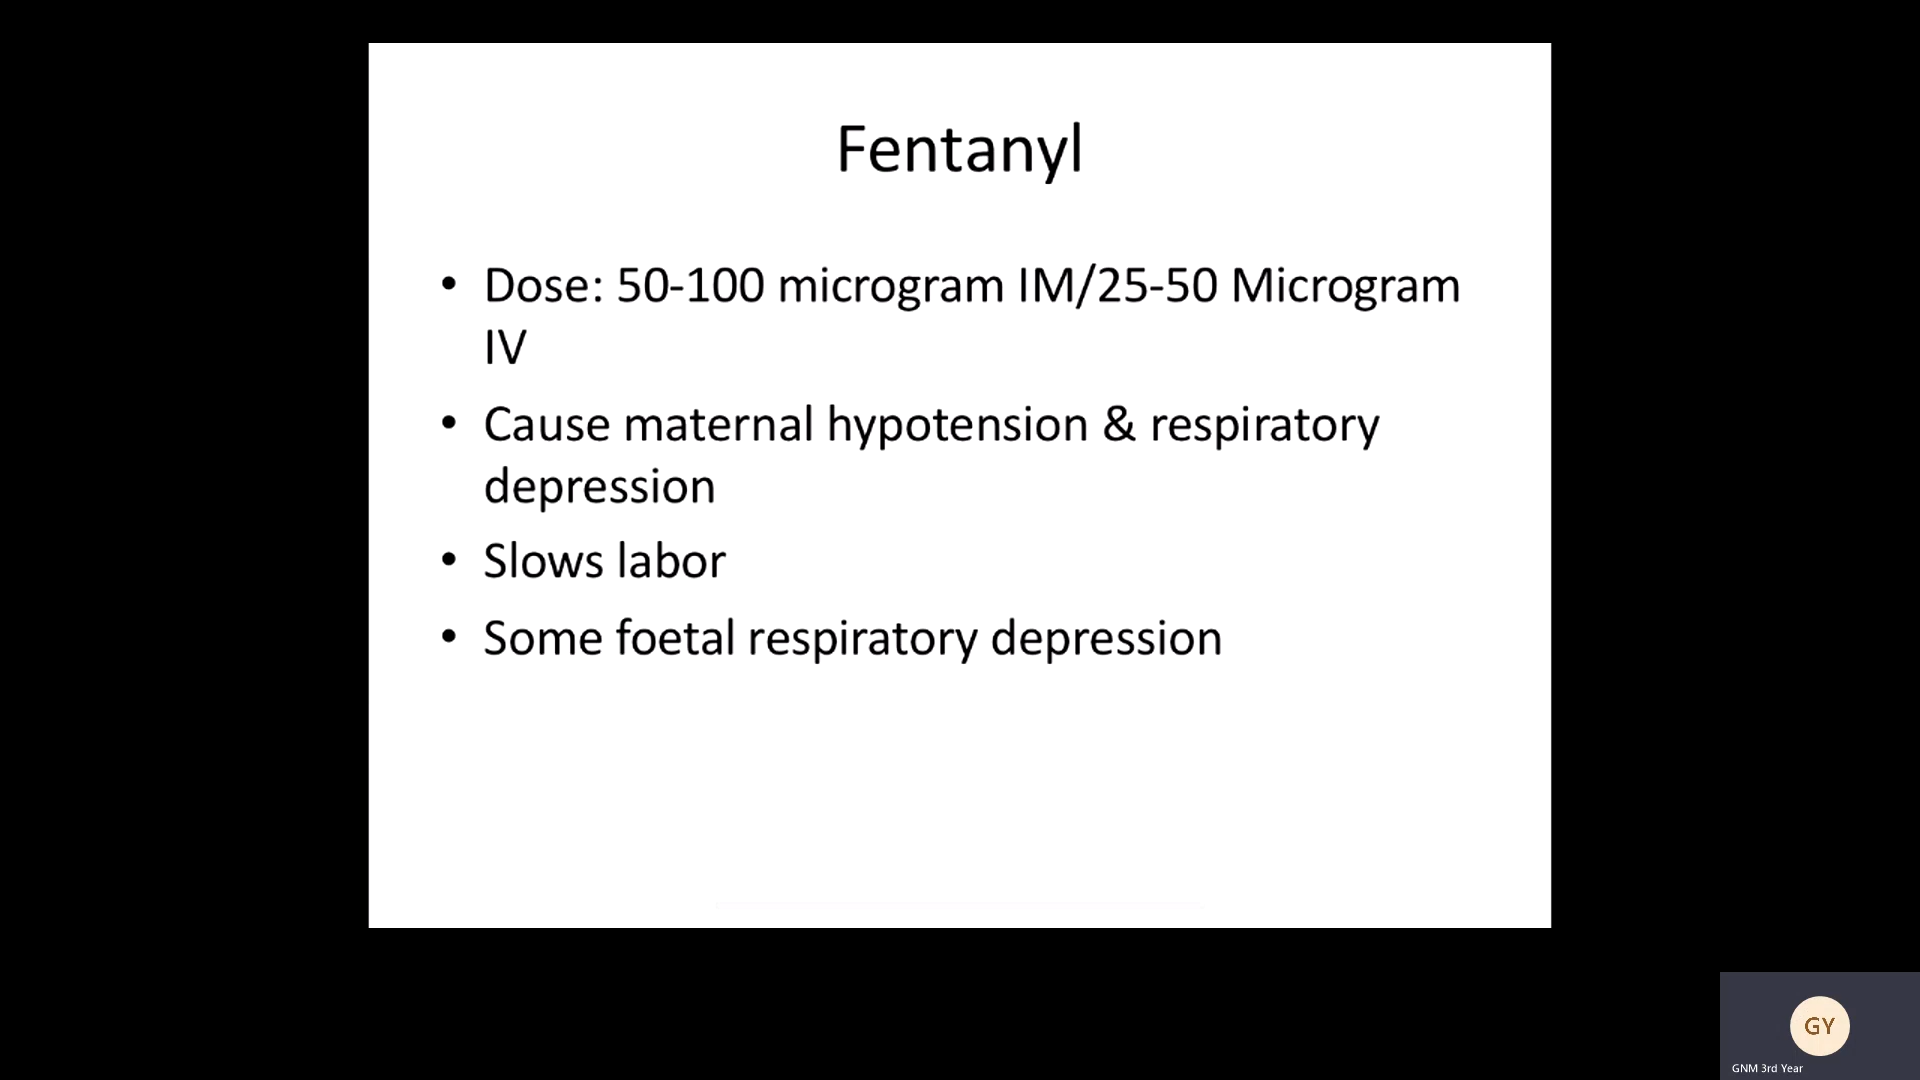 Fentanyl
• Dose: 50-100 microgram IM/25-50 Microgram
IV
• Cause maternal hypotension & respiratory
depression
• Slows labor
• Some foetal respiratory depression
GY
GNM 3rd Year